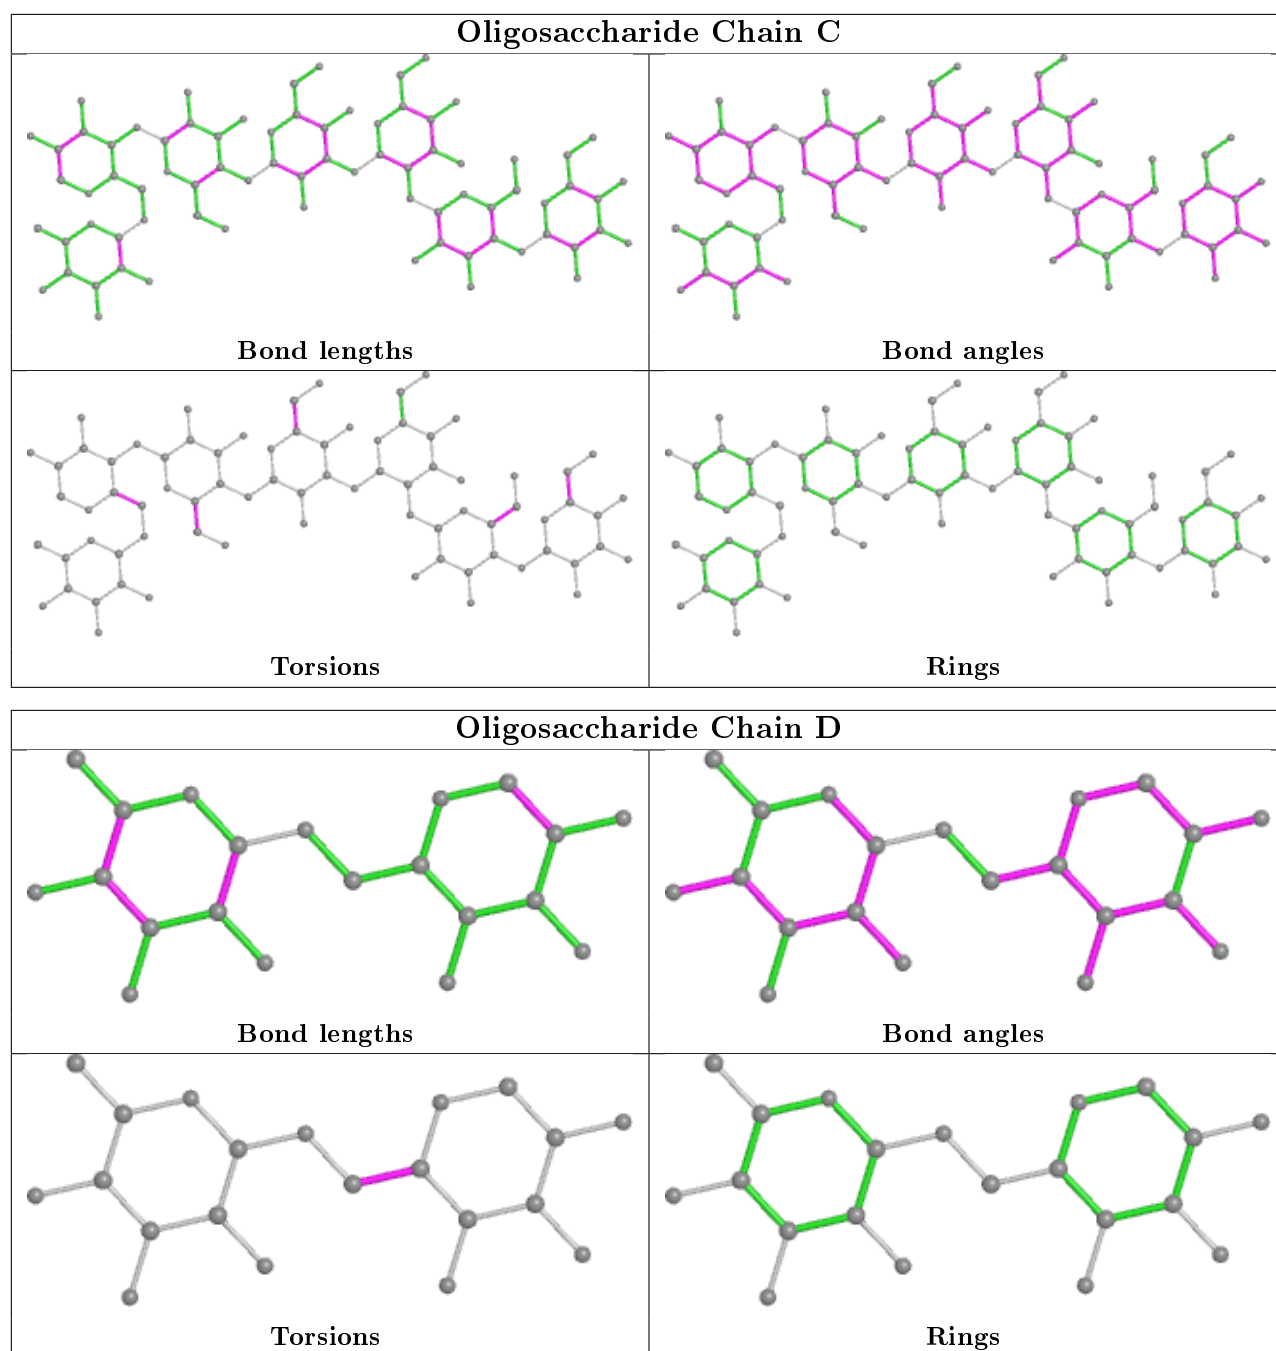 Oligosaccharide Chain C
Bond lengths
Bond angles
Torsions
Rings
Oligosaccharide Chain D
Bond lengths
Bond angles
Torsions
Rings